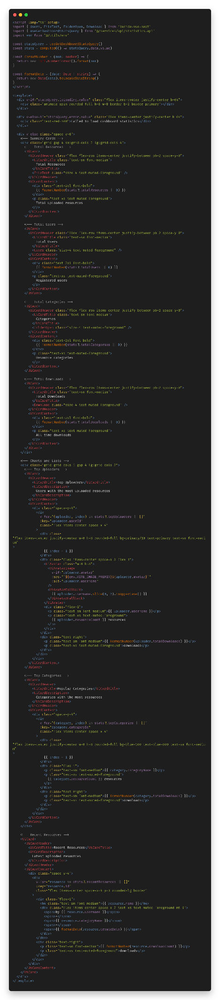 <script lang="ts" setup>
import { Users, FileText, FolderOpen, Download } from 'lucide-vue-next'
import { useGetDashboardStatsQuery } from '@/services/api/statistics.api'
import env from '@/utils/env'
const statsQuery = useGetDashboardStatsQuery()
const stats = computed(() => statsQuery.data.value)
const formatNumber = (num: number) => {
  return new Intl.NumberFormat().format(num)
}
const formatDate = (date: Date | string) => {
  return new Date(date).toLocaleDateString()
}
</script>
<template>
  <div v-if="statsQuery.isLoading.value" class="flex items-center justify-center h-64">
    <div class="animate-spin rounded-full h-8 w-8 border-b-2 border-primary"></div>
  </div>
  <div v-else-if="statsQuery.error.value" class="flex items-center justify-center h-64">
    <div class="text-red-500">Failed to load dashboard statistics</div>
  </div>
  <div v-else class="space-y-6">
    <!-- Summary Cards -->
    <div class="grid gap-4 sm:grid-cols-2 lg:grid-cols-4">
      <!-- Total Resources -->
      <UiCard>
        <UiCardHeader class="flex flex-row items-center justify-between pb-2 space-y-0">
          <UiCardTitle class="text-sm font-medium">
            Total Resources
          </UiCardTitle>
          <FileText class="size-4 text-muted-foreground" />
        </UiCardHeader>
        <UiCardContent>
          <div class="text-2xl font-bold">
            {{ formatNumber(stats?.totalResources || 0) }}
          </div>
          <p class="text-xs text-muted-foreground">
            Total uploaded resources
          </p>
        </UiCardContent>
      </UiCard>
      <!-- Total Users -->
      <UiCard>
        <UiCardHeader class="flex flex-row items-center justify-between pb-2 space-y-0">
          <UiCardTitle class="text-sm font-medium">
            Total Users
          </UiCardTitle>
          <Users class="size-4 text-muted-foreground" />
        </UiCardHeader>
        <UiCardContent>
          <div class="text-2xl font-bold">
            {{ formatNumber(stats?.totalUsers || 0) }}
          </div>
          <p class="text-xs text-muted-foreground">
            Registered users
          </p>
        </UiCardContent>
      </UiCard>
      <!-- Total Categories -->
      <UiCard>
        <UiCardHeader class="flex flex-row items-center justify-between pb-2 space-y-0">
          <UiCardTitle class="text-sm font-medium">
            Categories
          </UiCardTitle>
          <FolderOpen class="size-4 text-muted-foreground" />
        </UiCardHeader>
        <UiCardContent>
          <div class="text-2xl font-bold">
            {{ formatNumber(stats?.totalCategories || 0) }}
          </div>
          <p class="text-xs text-muted-foreground">
            Resource categories
          </p>
        </UiCardContent>
      </UiCard>
      <!-- Total Downloads -->
      <UiCard>
        <UiCardHeader class="flex flex-row items-center justify-between pb-2 space-y-0">
          <UiCardTitle class="text-sm font-medium">
            Total Downloads
          </UiCardTitle>
          <Download class="size-4 text-muted-foreground" />
        </UiCardHeader>
        <UiCardContent>
          <div class="text-2xl font-bold">
            {{ formatNumber(stats?.totalDownloads || 0) }}
          </div>
          <p class="text-xs text-muted-foreground">
            All time downloads
          </p>
        </UiCardContent>
      </UiCard>
    </div>
    <!-- Charts and Lists -->
    <div class="grid grid-cols-1 gap-4 lg:grid-cols-2">
      <!-- Top Uploaders -->
      <UiCard>
        <UiCardHeader>
          <UiCardTitle>Top Uploaders</UiCardTitle>
          <UiCardDescription>
            Users with the most uploaded resources
          </UiCardDescription>
        </UiCardHeader>
        <UiCardContent>
          <div class="space-y-4">
            <div
              v-for="(uploader, index) in stats?.topUploaders || []"
              :key="uploader.userId"
              class="flex items-center space-x-4"
            >
              <div class=
"flex items-center justify-center w-8 h-8 rounded-full bg-primary/10 text-primary text-sm font-medi
um"
>
                {{ index + 1 }}
              </div>
              <div class="flex items-center space-x-3 flex-1">
                <UiAvatar class="w-8 h-8">
                  <UiAvatarImage
                    v-if="uploader.avatar"
                    :src="`${env.VITE_IMAGE_PREFIX}${uploader.avatar}`"
                    :alt="uploader.username"
                  />
                  <UiAvatarFallback>
                    {{ uploader.username.slice(0, 2).toUpperCase() }}
                  </UiAvatarFallback>
                </UiAvatar>
                <div class="flex-1">
                  <p class="text-sm font-medium">{{ uploader.username }}</p>
                  <p class="text-xs text-muted-foreground">
                    {{ uploader.resourceCount }} resources
                  </p>
                </div>
              </div>
              <div class="text-right">
                <p class="text-sm font-medium">{{ formatNumber(uploader.totalDownloads) }}</p>
                <p class="text-xs text-muted-foreground">downloads</p>
              </div>
            </div>
          </div>
        </UiCardContent>
      </UiCard>
      <!-- Top Categories -->
      <UiCard>
        <UiCardHeader>
          <UiCardTitle>Popular Categories</UiCardTitle>
          <UiCardDescription>
            Categories with the most resources
          </UiCardDescription>
        </UiCardHeader>
        <UiCardContent>
          <div class="space-y-4">
            <div
              v-for="(category, index) in stats?.topCategories || []"
              :key="category.categoryId"
              class="flex items-center space-x-4"
            >
              <div class=
"flex items-center justify-center w-8 h-8 rounded-full bg-blue-100 text-blue-800 text-sm font-mediu
m"
>
                {{ index + 1 }}
              </div>
              <div class="flex-1">
                <p class="text-sm font-medium">{{ category.categoryName }}</p>
                <p class="text-xs text-muted-foreground">
                  {{ category.resourceCount }} resources
                </p>
              </div>
              <div class="text-right">
                <p class="text-sm font-medium">{{ formatNumber(category.totalDownloads) }}</p>
                <p class="text-xs text-muted-foreground">downloads</p>
              </div>
            </div>
          </div>
        </UiCardContent>
      </UiCard>
    </div>
    <!-- Recent Resources -->
    <UiCard>
      <UiCardHeader>
        <UiCardTitle>Recent Resources</UiCardTitle>
        <UiCardDescription>
          Latest uploaded resources
        </UiCardDescription>
      </UiCardHeader>
      <UiCardContent>
        <div class="space-y-4">
          <div
            v-for="resource in stats?.recentResources || []"
            :key="resource.id"
            class="flex items-center space-x-4 p-3 rounded-lg border"
          >
            <div class="flex-1">
              <h4 class="text-sm font-medium">{{ resource.name }}</h4>
              <div class="flex items-center space-x-2 text-xs text-muted-foreground mt-1">
                <span>by {{ resource.username }}</span>
                <span>•</span>
                <span>{{ resource.categoryName }}</span>
                <span>•</span>
                <span>{{ formatDate(resource.createDate) }}</span>
              </div>
            </div>
            <div class="text-right">
              <p class="text-sm font-medium">{{ formatNumber(resource.downloadCount) }}</p>
              <p class="text-xs text-muted-foreground">downloads</p>
            </div>
          </div>
        </div>
      </UiCardContent>
    </UiCard>
  </div>
</template>